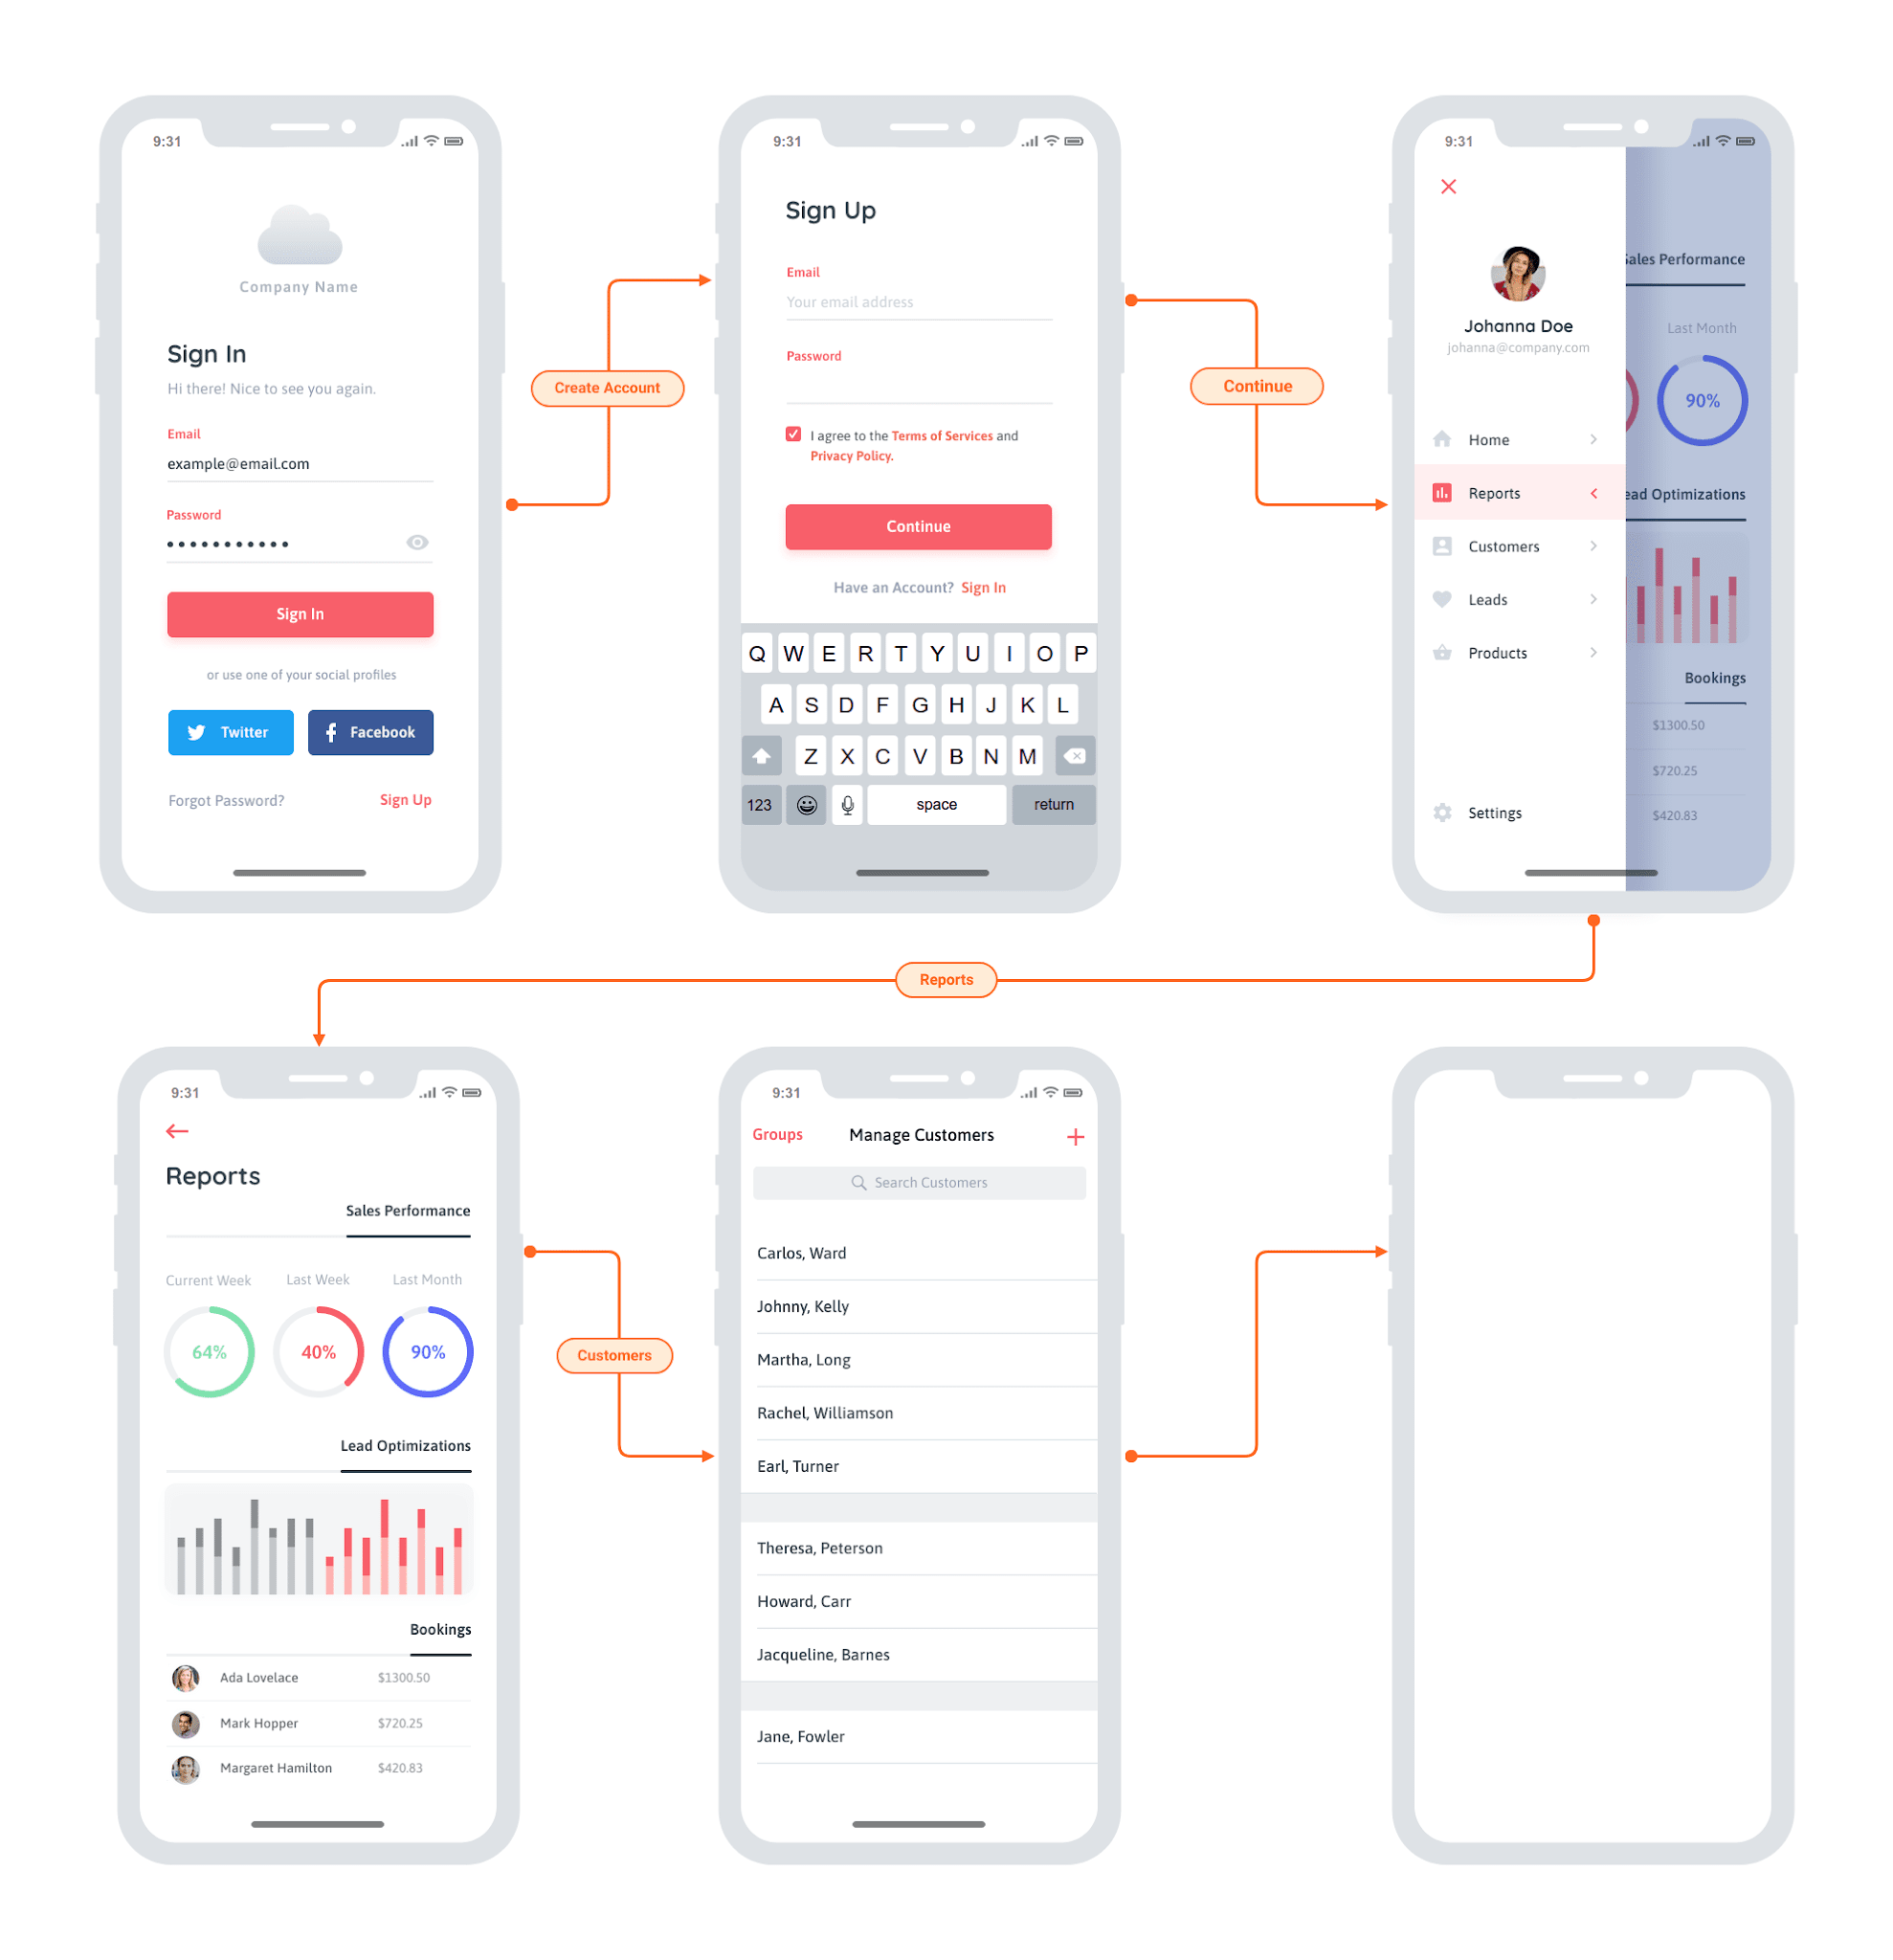 9:31
Company Name
Sign In
Hi there! Nice to see you again.
Email
example@email.com
Password
Sign In
or use one of your social profiles
Twitter
Facebook
Forgot Password?
Sign Up
Create Account
9:31
Sign Up
Email
Your email address
Password
I agree to the Terms of Services and
Privacy Policy.
Continue
Have an Account? Sign In
Q W E R T Y U I O P
A S D F G H J K L
Z X C V B N M
123
space
return
Continue
9:31
Johanna Doe
johanna@company.com
Home
Reports
Customers
Leads
Products
Settings
ales Performance
Last Month
90%
ead Optimizations
Bookings
$1300.50
$720.25
$420.83
Reports
9:31
Reports
Sales Performance
Current Week
Last Week
Last Month
64%
40%
90%
Lead Optimizations
Bookings
Ada Lovelace $1300.50
Mark Hopper $720.25
Margaret Hamilton $420.83
Customers
9:31
Groups
Manage Customers
Search Customers
Carlos, Ward
Johnny, Kelly
Martha, Long
Rachel, Williamson
Earl, Turner
Theresa, Peterson
Howard, Carr
Jacqueline, Barnes
Jane, Fowler